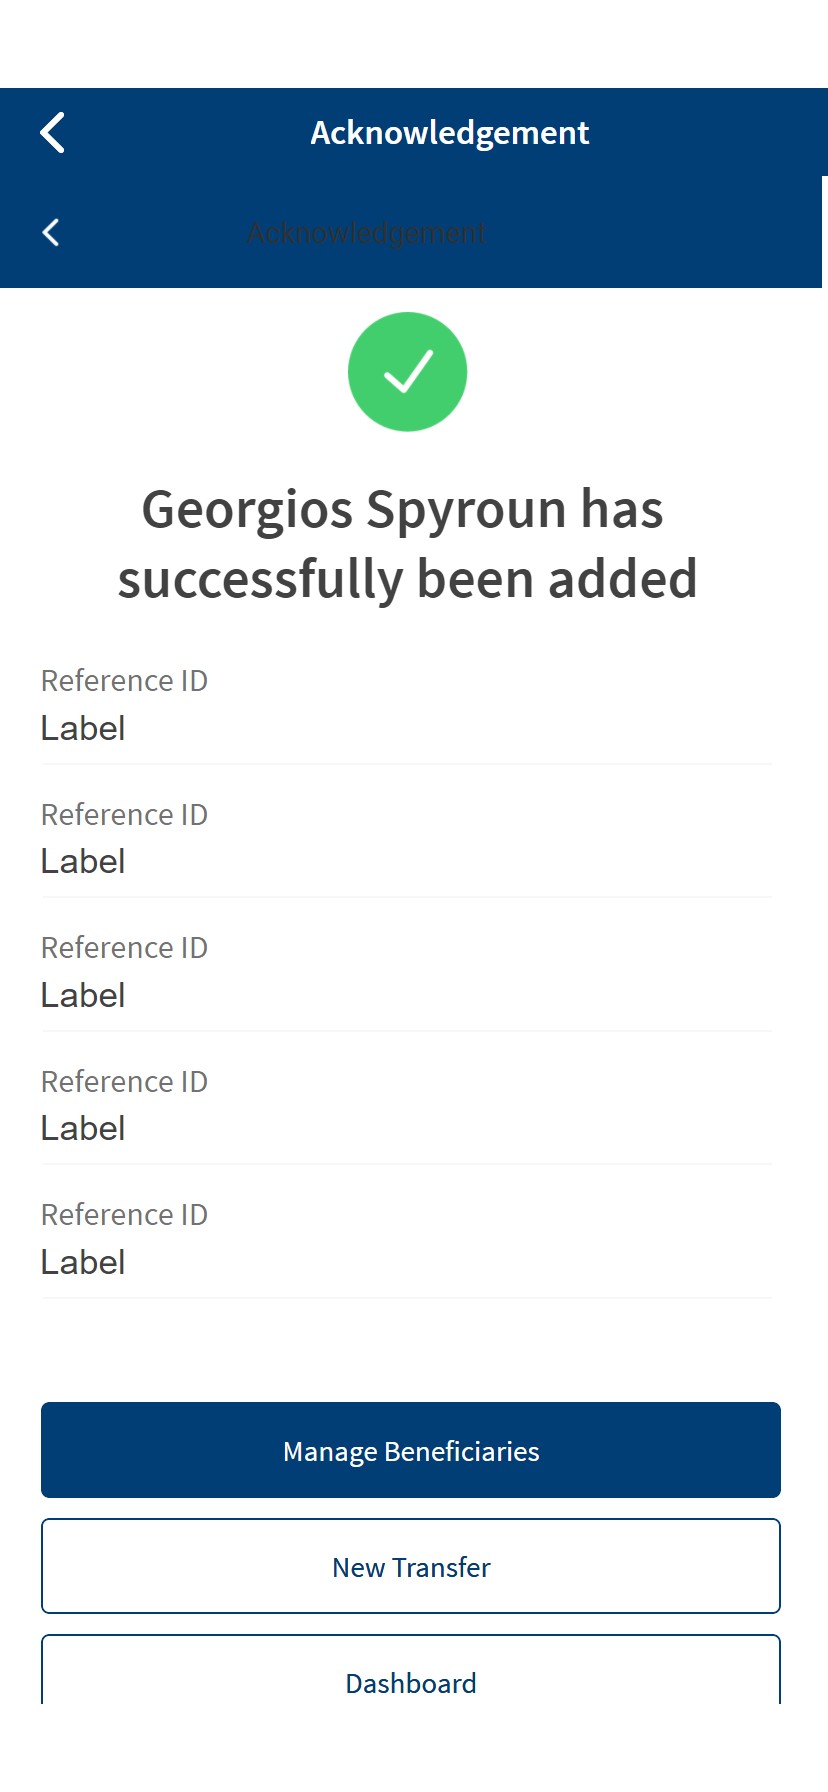 Acknowledgement
Acknowledgement
Georgios Spyroun has
successfully been added
Reference ID
Label
Reference ID
Label
Reference ID
Label
Reference ID
Label
Reference ID
Label
Manage Beneficiaries
New Transfer
Dashboard